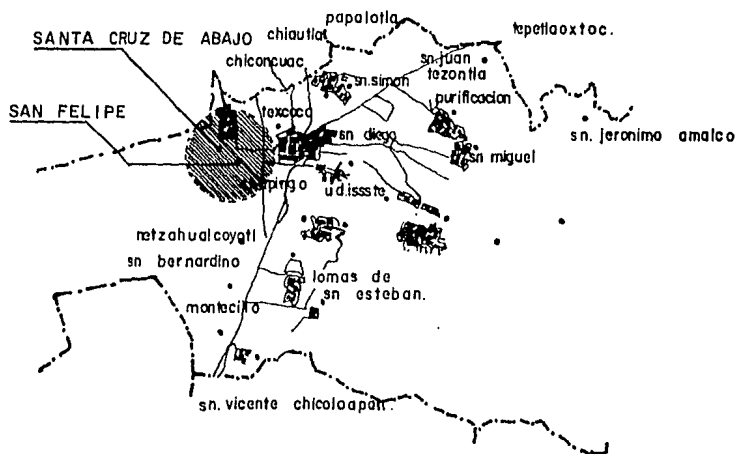 papalotla
chiautla
tepetlaoxtoc.
SANTA CRUZ DE ABAJO
chiconcuac
sn. juan
tezontla
sn. simon
SAN FELIPE
purificacion
texcoco
sn diego
sn. jeronimo amalco
sn miguel
u d. issste
netzahualcoyotl
sn bernardino
lomas de
sn esteban.
montecillo
sn. vicente chicoloapan.